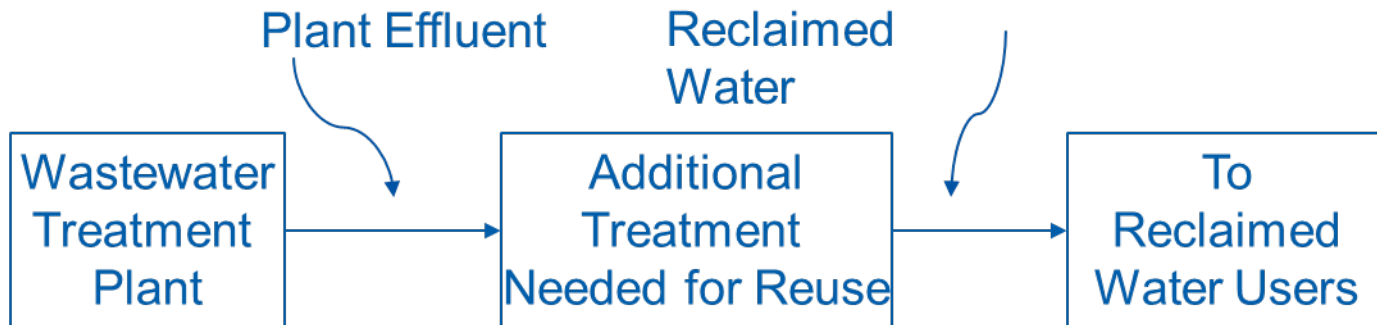 Plant Effluent
Reclaimed
Water
Wastewater
Treatment
Plant
Additional
Treatment
Needed for Reuse
To
Reclaimed
Water Users